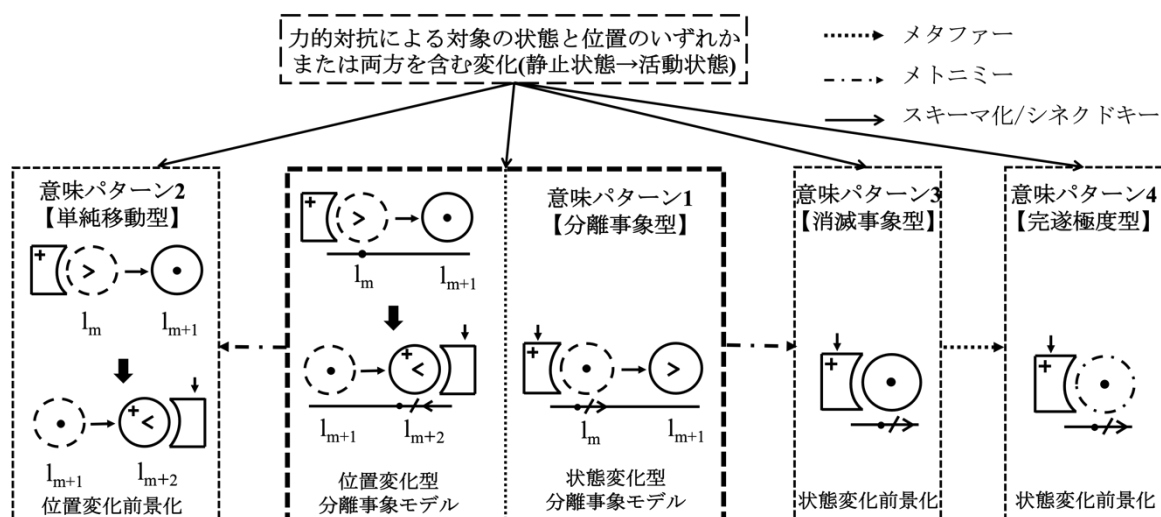 力的対抗による対象の状態と位置のいずれか
または両方を含む変化(静止状態→活動状態)
メタファー
メトニミー
スキーマ化/シネクドキー
意味パターン2
【単純移動型】
+ >
lm lm+1
+ <
lm+1 lm+2
位置変化前景化
+ >
lm lm+1
+ <
lm+1 lm+2
位置変化型
分離事象モデル
意味パターン1
【分離事象型】
+ >
lm lm+1
状態変化型
分離事象モデル
意味パターン3
【消滅事象型】
+
状態変化前景化
意味パターン4
【完遂極度型】
+
状態変化前景化